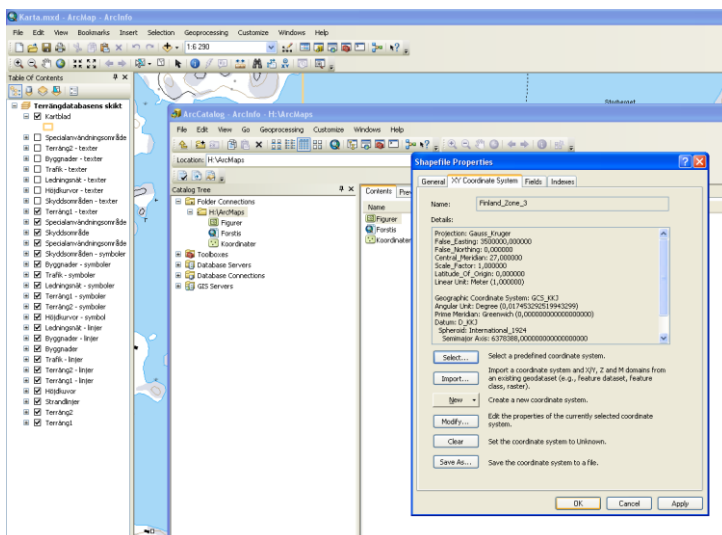 Karta.mxd - ArcMap - ArcInfo
File Edit View Bookmarks Insert Selection Geoprocessing Customize Windows Help
1:6 290
Table Of Contents
Terrängdatabasens skikt
Kartblad
Specialanvändningsområde
Terräng2 - texter
Byggnader - texter
Trafik - texter
Ledningsnät - texter
Höjdkurvor - texter
Skyddsområden - texter
Terräng1 - texter
Specialanvändningsområde
Skyddsområde
Specialanvändningsområde
Skyddsområden - symboler
Byggnader - symboler
Trafik - symboler
Ledningsnät - symboler
Terräng1 - symboler
Terräng2 - symboler
Höjdkurvor - symbol
Ledningsnät - linjer
Byggnader - linjer
Byggnader
Trafik - linjer
Terräng2 - linjer
Terräng1 - linjer
Höjdkuvor
Strandlinjer
Terräng2
Terräng1
ArcCatalog - ArcInfo - H:\ArcMaps
File Edit View Go Geoprocessing Customize Windows Help
Location: H:\ArcMaps
Catalog Tree
Folder Connections
H:\ArcMaps
Figurer
Forstis
Koordinater
Toolboxes
Database Servers
Database Connections
GIS Servers
Contents Pre
Name
Figurer
Forstis
Koordinater
Shapefile Properties
General XY Coordinate System Fields Indexes
Name: Finland_Zone_3
Details:
Projection: Gauss_Kruger
False_Easting: 3500000,000000
False_Northing: 0,000000
Central_Meridian: 27,000000
Scale_Factor: 1,000000
Latitude_Of_Origin: 0,000000
Linear Unit: Meter (1,000000)
Geographic Coordinate System: GCS_KKJ
Angular Unit: Degree (0,017453292519943299)
Prime Meridian: Greenwich (0,000000000000000000)
Datum: D_KKJ
Spheroid: International_1924
Semimajor Axis: 6378388,000000000000000000
Select... Select a predefined coordinate system.
Import... Import a coordinate system and X/Y, Z and M domains from
an existing geodataset (e.g., feature dataset, feature
class, raster).
New Create a new coordinate system.
Modify... Edit the properties of the currently selected coordinate
system.
Clear Set the coordinate system to Unknown.
Save As... Save the coordinate system to a file.
OK Cancel Apply